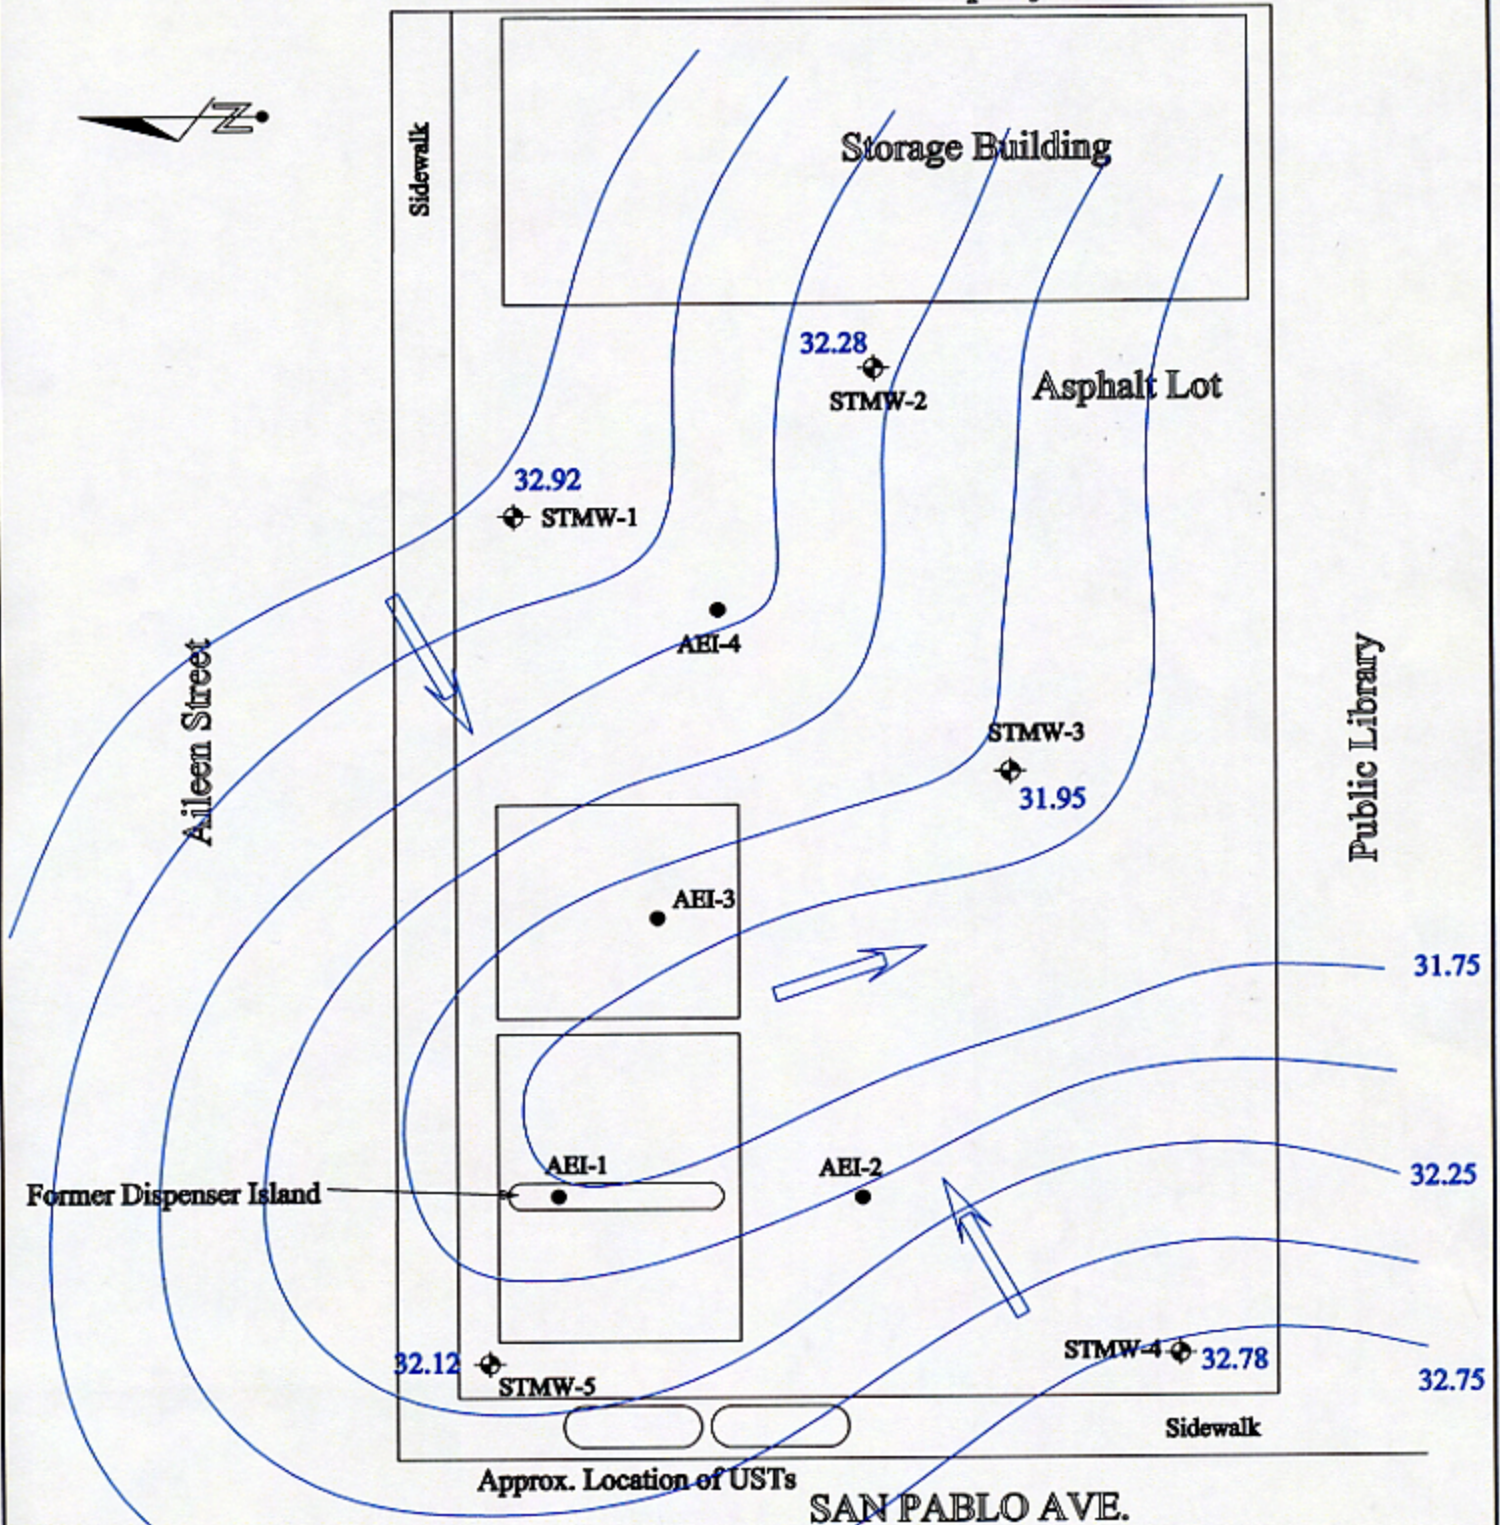 N
Sidewalk
Storage Building
32.28
STMW-2
Asphalt Lot
32.92
STMW-1
AEI-4
Aileen Street
Public Library
STMW-3
31.95
AEI-3
31.75
AEI-1
AEI-2
Former Dispenser Island
32.25
32.12
STMW-5
STMW-4
32.78
32.75
Sidewalk
Approx. Location of USTs
SAN PABLO AVE.